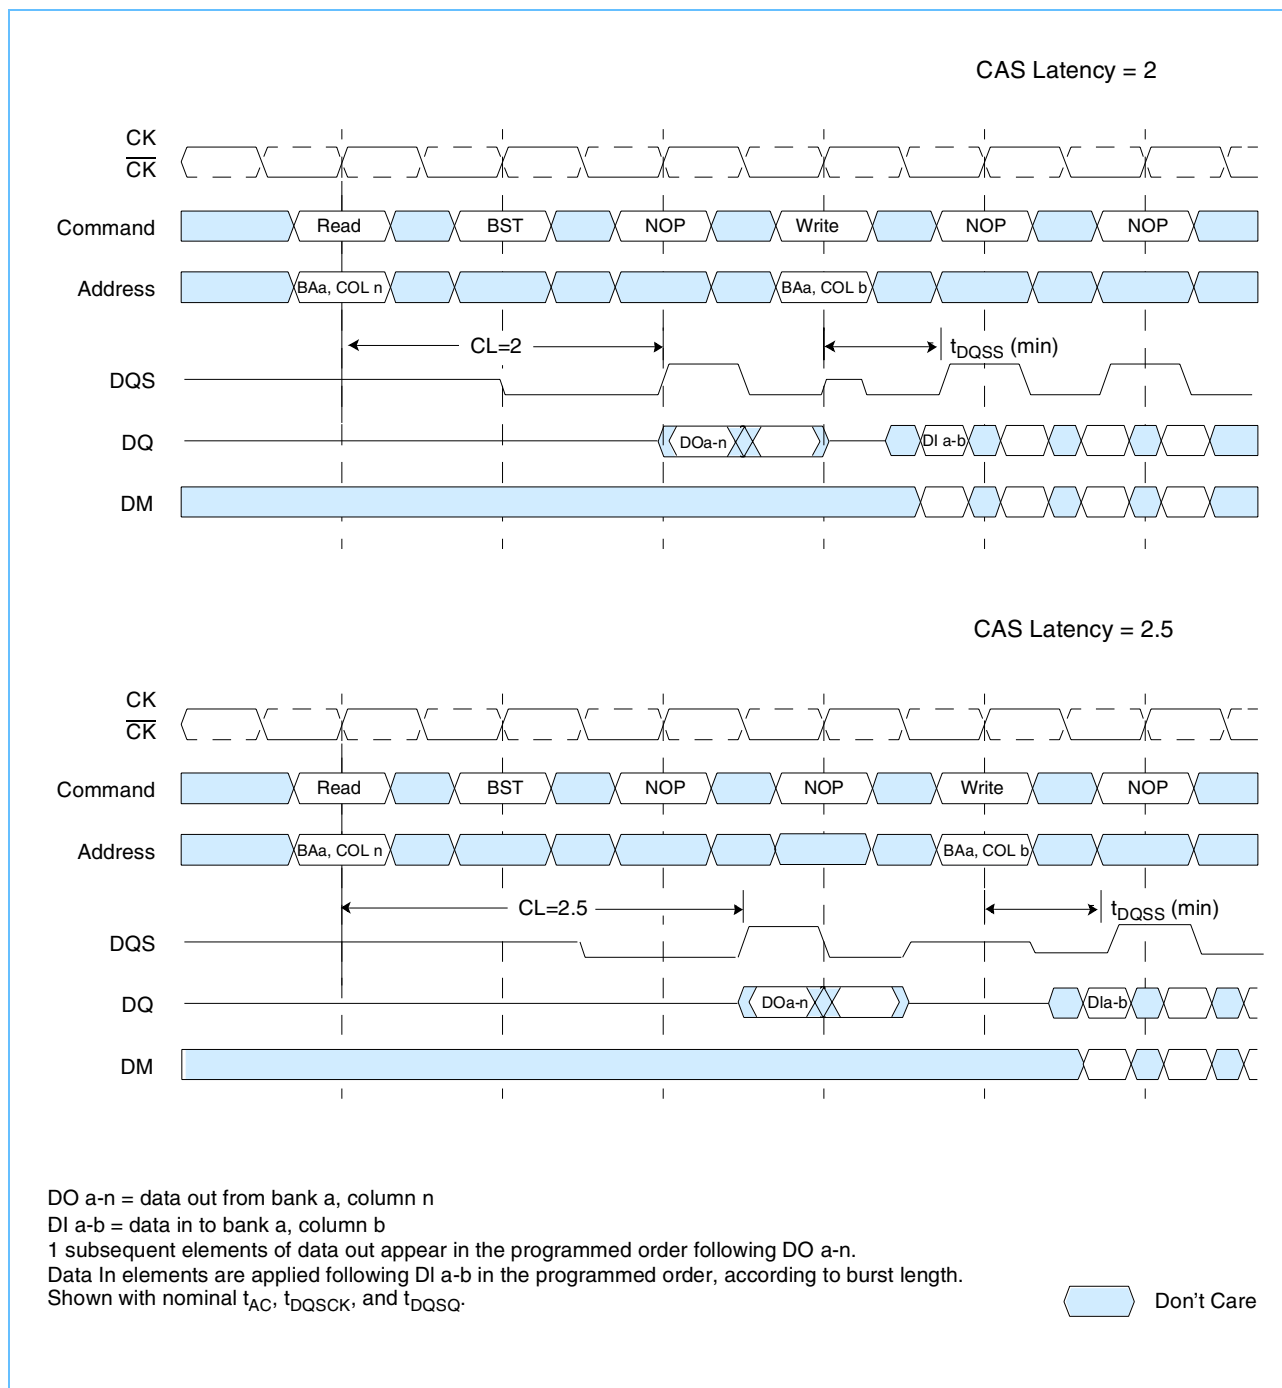 CAS Latency = 2
CK
CK
Command Read BST NOP Write NOP NOP
Address BAa, COL n BAa, COL b
CL=2 tDQSS (min)
DQS
DQ DOa-n DI a-b
DM
CAS Latency = 2.5
CK
CK
Command Read BST NOP NOP Write NOP
Address BAa, COL n BAa, COL b
CL=2.5 tDQSS (min)
DQS
DQ DOa-n DIa-b
DM
DO a-n = data out from bank a, column n
DI a-b = data in to bank a, column b
1 subsequent elements of data out appear in the programmed order following DO a-n.
Data In elements are applied following DI a-b in the programmed order, according to burst length.
Shown with nominal tAC, tDQSCK, and tDQSQ.
Don't Care